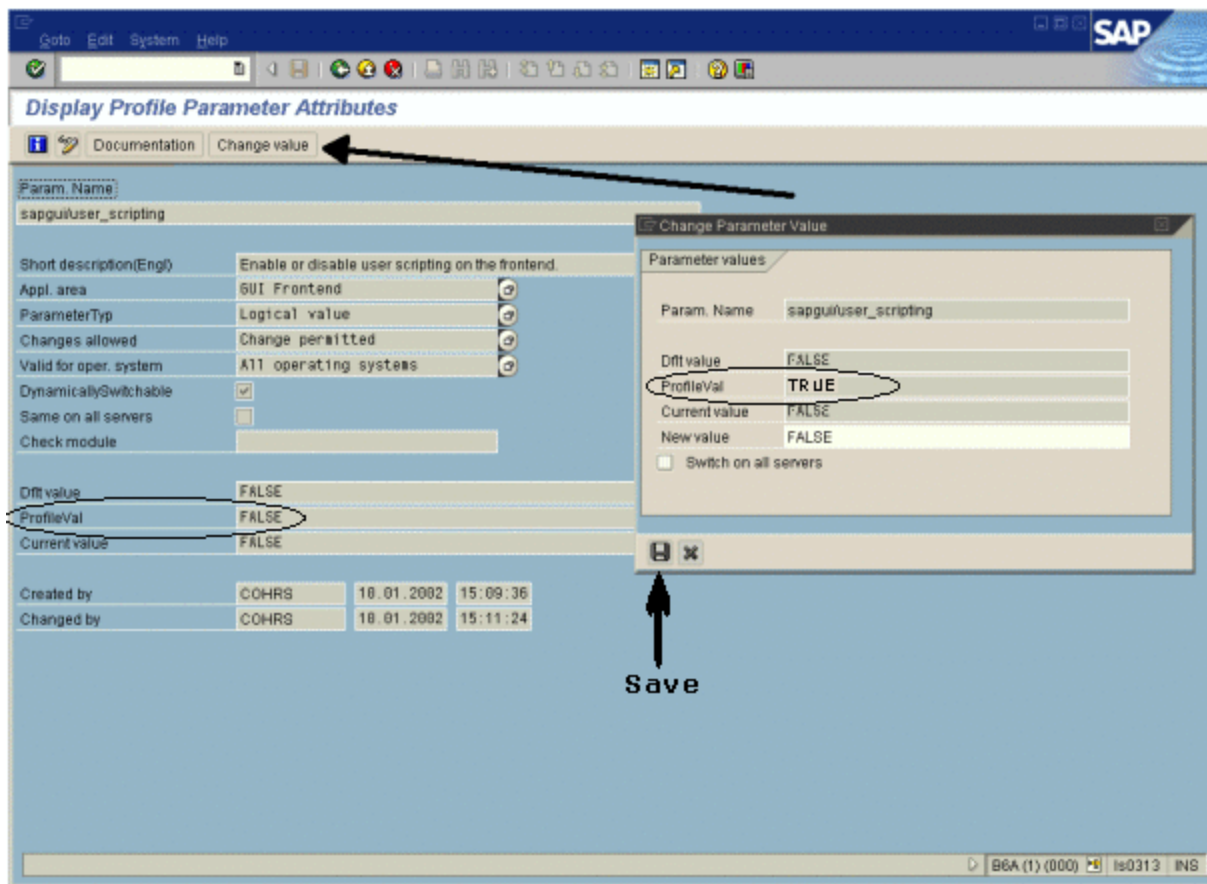 Goto Edit System Help
SAP
Display Profile Parameter Attributes
Documentation Change value
Param. Name
sapgui/user_scripting
Short description(Engl) Enable or disable user scripting on the frontend.
Appl. area GUI Frontend
ParameterTyp Logical value
Changes allowed Change permitted
Valid for oper. system All operating systems
DynamicallySwitchable
Same on all servers
Check module
Dflt value FALSE
ProfileVal FALSE
Current value FALSE
Created by COHRS 18.01.2002 15:09:36
Changed by COHRS 18.01.2002 15:11:24
Change Parameter Value
Parameter values
Param. Name sapgui/user_scripting
Dflt value FALSE
ProfileVal TRUE
Current value FALSE
New value FALSE
Switch on all servers
Save
B6A (1) (000) ls0313 INS